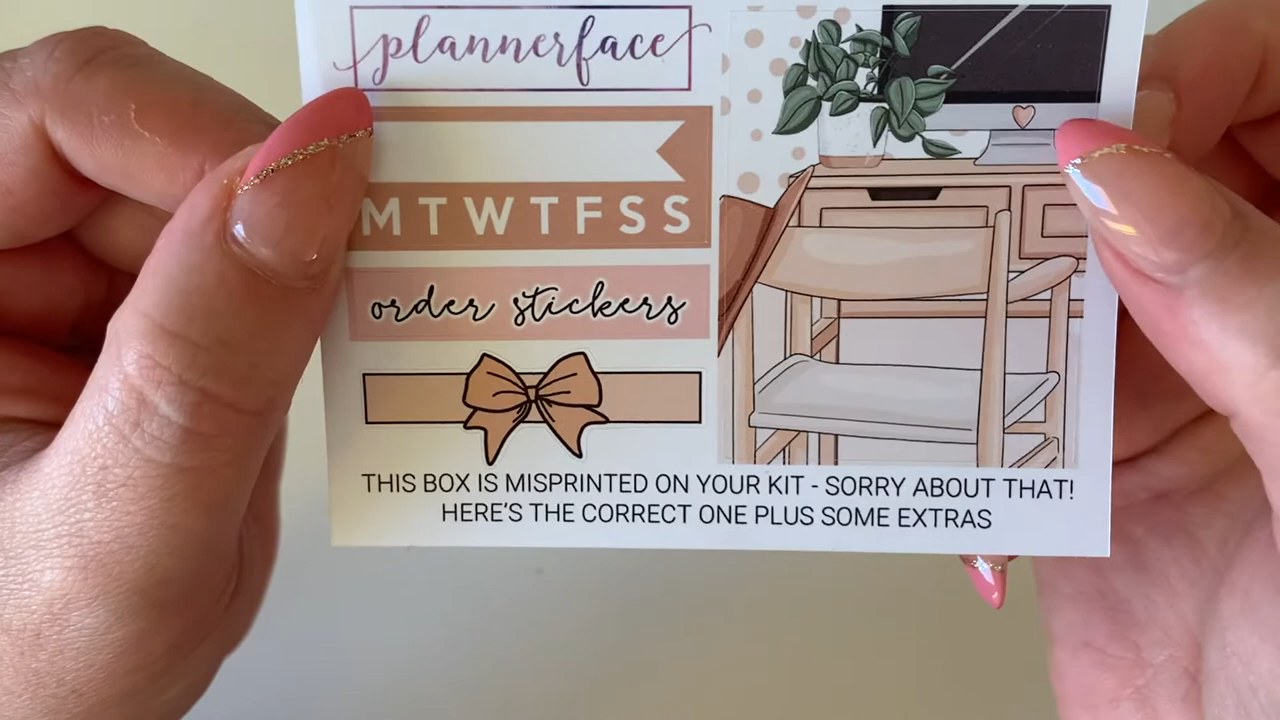 plannerface
MTWTFSS
order stickers
THIS BOX IS MISPRINTED ON YOUR KIT - SORRY ABOUT THAT!
HERE'S THE CORRECT ONE PLUS SOME EXTRAS